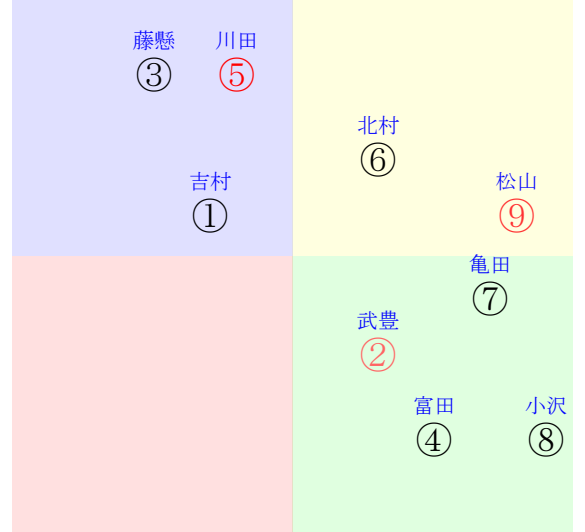 藤懸 川田
③ ⑤
北村
⑥
吉村 松山
① ⑨
亀田
⑦
武豊
②
富田 小沢
④ ⑧